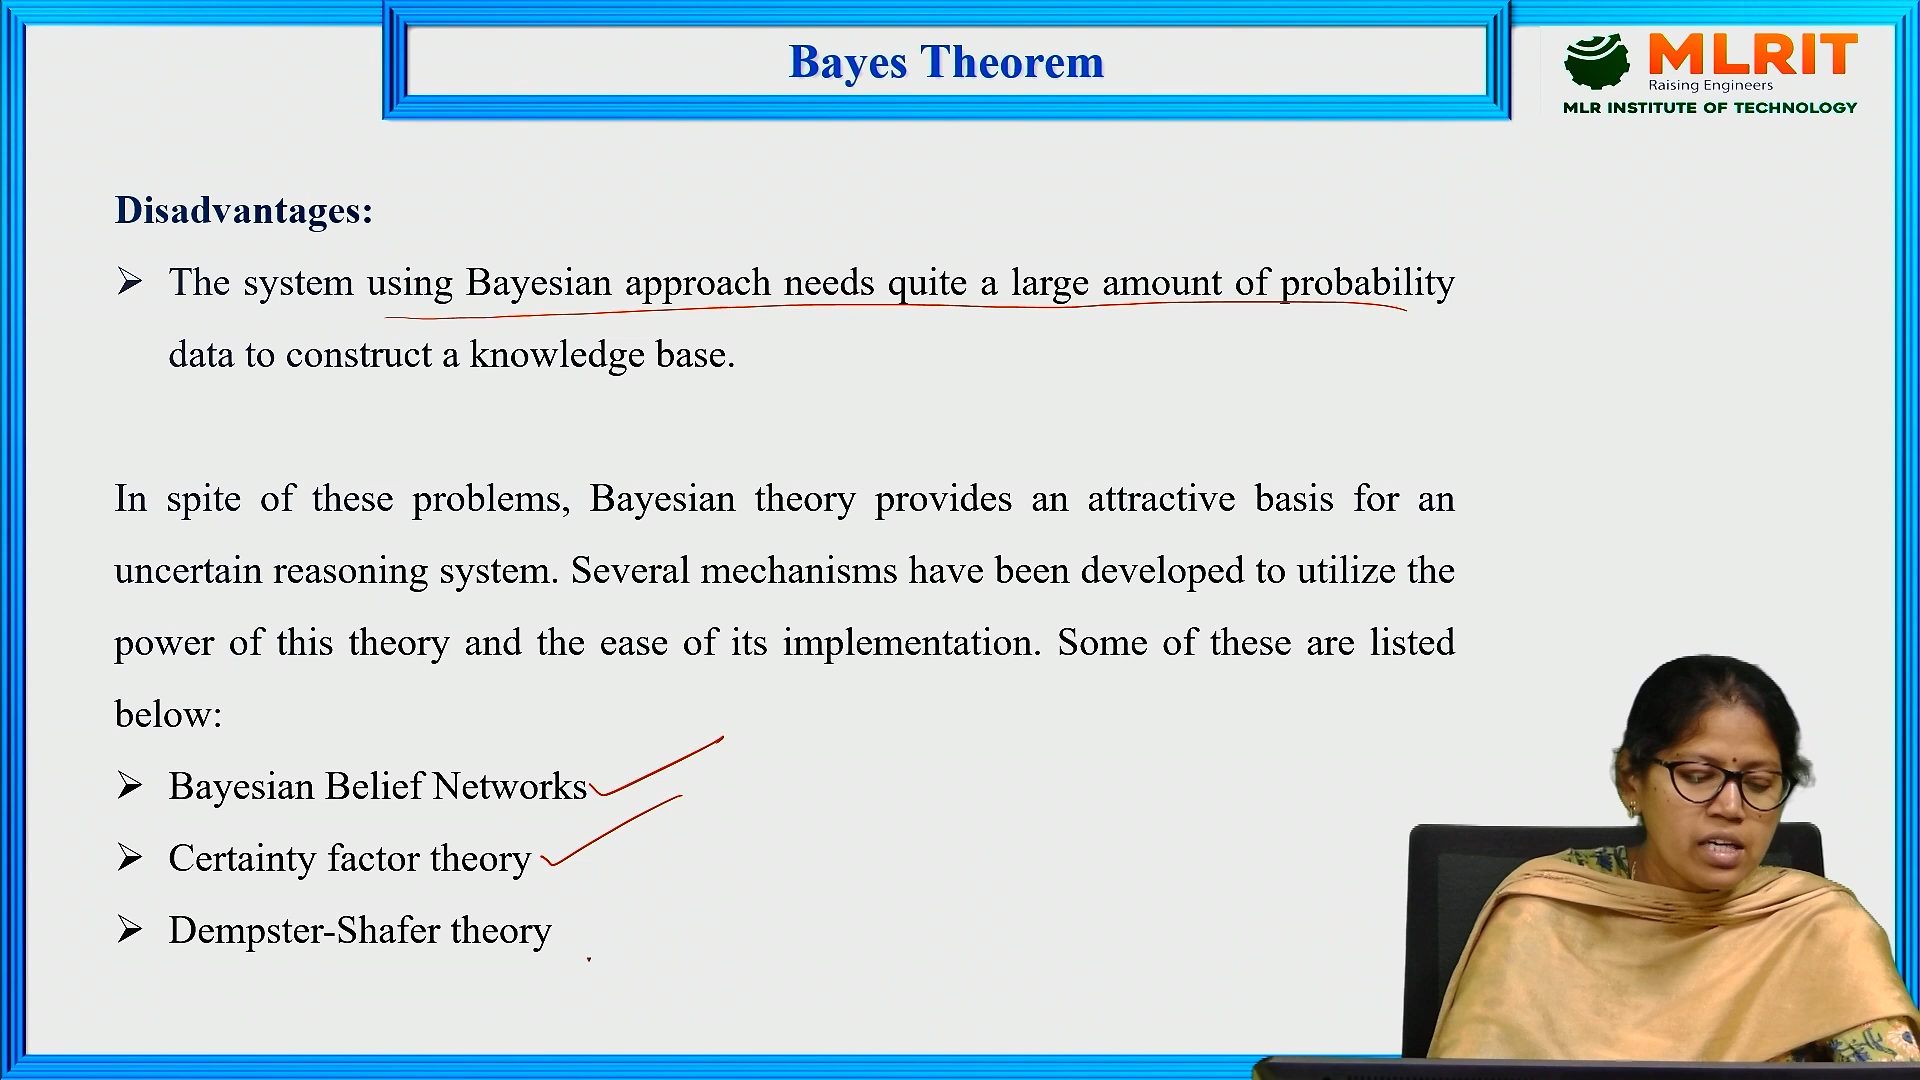 Bayes Theorem
MLRIT
Raising Engineers
MLR INSTITUTE OF TECHNOLOGY
Disadvantages:
➢ The system using Bayesian approach needs quite a large amount of probability
data to construct a knowledge base.
In spite of these problems, Bayesian theory provides an attractive basis for an
uncertain reasoning system. Several mechanisms have been developed to utilize the
power of this theory and the ease of its implementation. Some of these are listed
below:
➢ Bayesian Belief Networks
➢ Certainty factor theory
➢ Dempster-Shafer theory